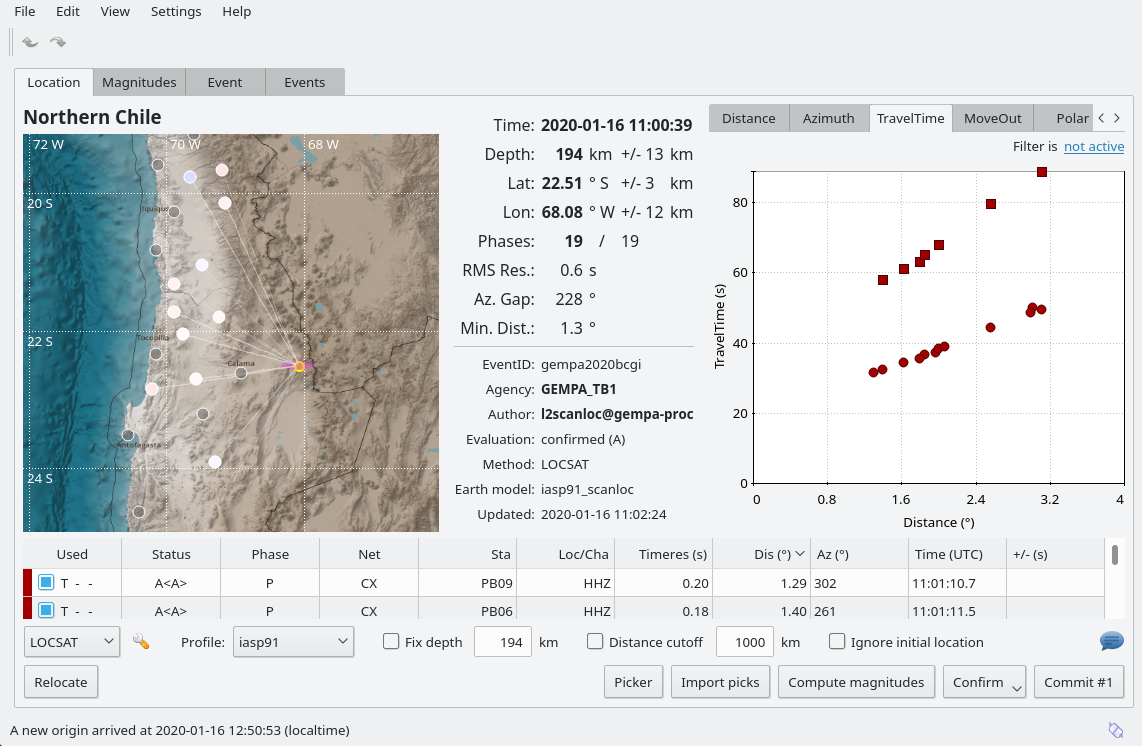 File Edit View Settings Help
Location Magnitudes Event Events
Northern Chile
72 W 70 W 68 W
20 S
22 S
24 S
Iquique
Tocopilla
Calama
Antofagasta
Time: 2020-01-16 11:00:39
Depth: 194 km +/- 13 km
Lat: 22.51 ° S +/- 3 km
Lon: 68.08 ° W +/- 12 km
Phases: 19 / 19
RMS Res.: 0.6 s
Az. Gap: 228 °
Min. Dist.: 1.3 °
EventID: gempa2020bcgi
Agency: GEMPA_TB1
Author: l2scanloc@gempa-proc
Evaluation: confirmed (A)
Method: LOCSAT
Earth model: iasp91_scanloc
Updated: 2020-01-16 11:02:24
Distance Azimuth TravelTime MoveOut Polar
Filter is not active
TravelTime (s)
80
60
40
20
0
0 0.8 1.6 2.4 3.2 4
Distance (°)
Used Status Phase Net Sta Loc/Cha Timeres (s) Dis (°) Az (°) Time (UTC) +/- (s)
T - - A<A> P CX PB09 HHZ 0.20 1.29 302 11:01:10.7
T - - A<A> P CX PB06 HHZ 0.18 1.40 261 11:01:11.5
LOCSAT Profile: iasp91 Fix depth 194 km Distance cutoff 1000 km Ignore initial location
Relocate Picker Import picks Compute magnitudes Confirm Commit #1
A new origin arrived at 2020-01-16 12:50:53 (localtime)